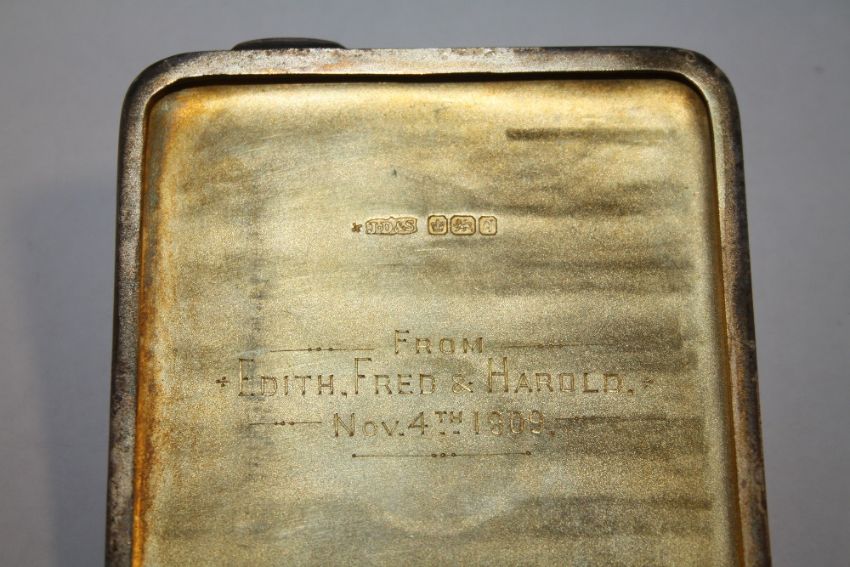 J.D&S
FROM
EDITH, FRED & HAROLD.
NOV. 4TH 1909.